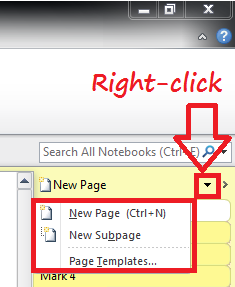 Right-click
Search All Notebooks (Ctrl+E)
New Page
New Page (Ctrl+N)
New Subpage
Page Templates...
Mark 4